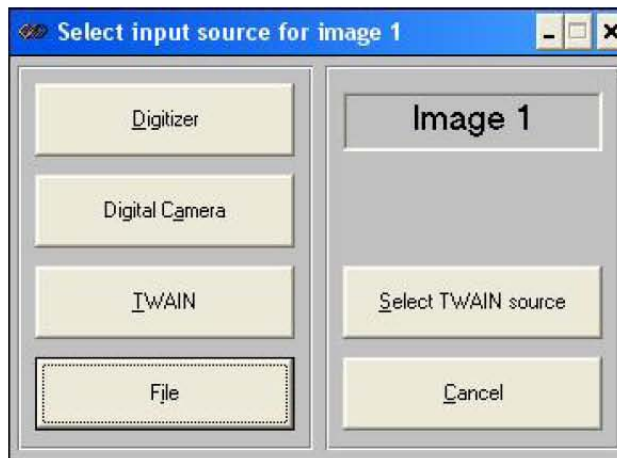 Select input source for image 1
Digitizer
Digital Camera
TWAIN
File
Image 1
Select TWAIN source
Cancel